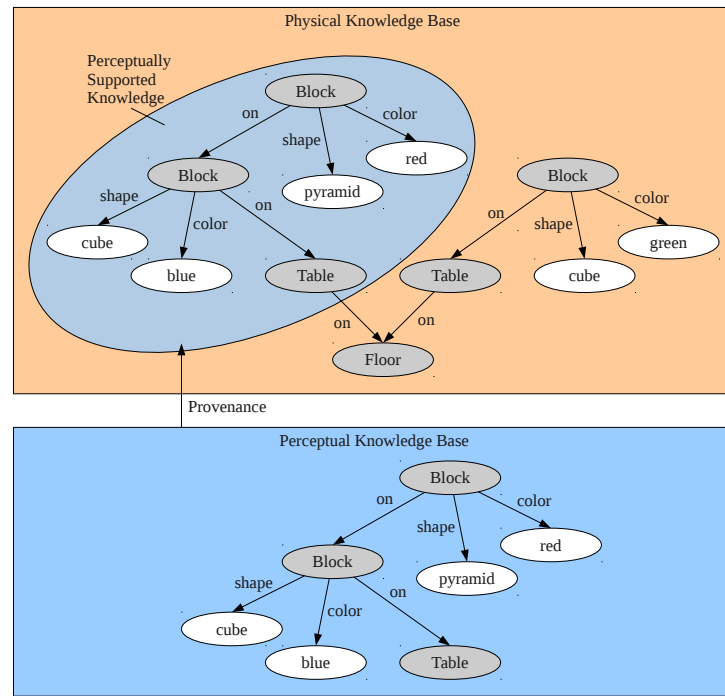 Physical Knowledge Base
Perceptually
Supported
Knowledge
Block
on
shape
color
red
Block
pyramid
shape
color
on
cube
blue
Table
Block
on
shape
color
green
Table
cube
on
on
Floor
Provenance
Perceptual Knowledge Base
Block
on
shape
color
red
Block
pyramid
shape
color
on
cube
blue
Table